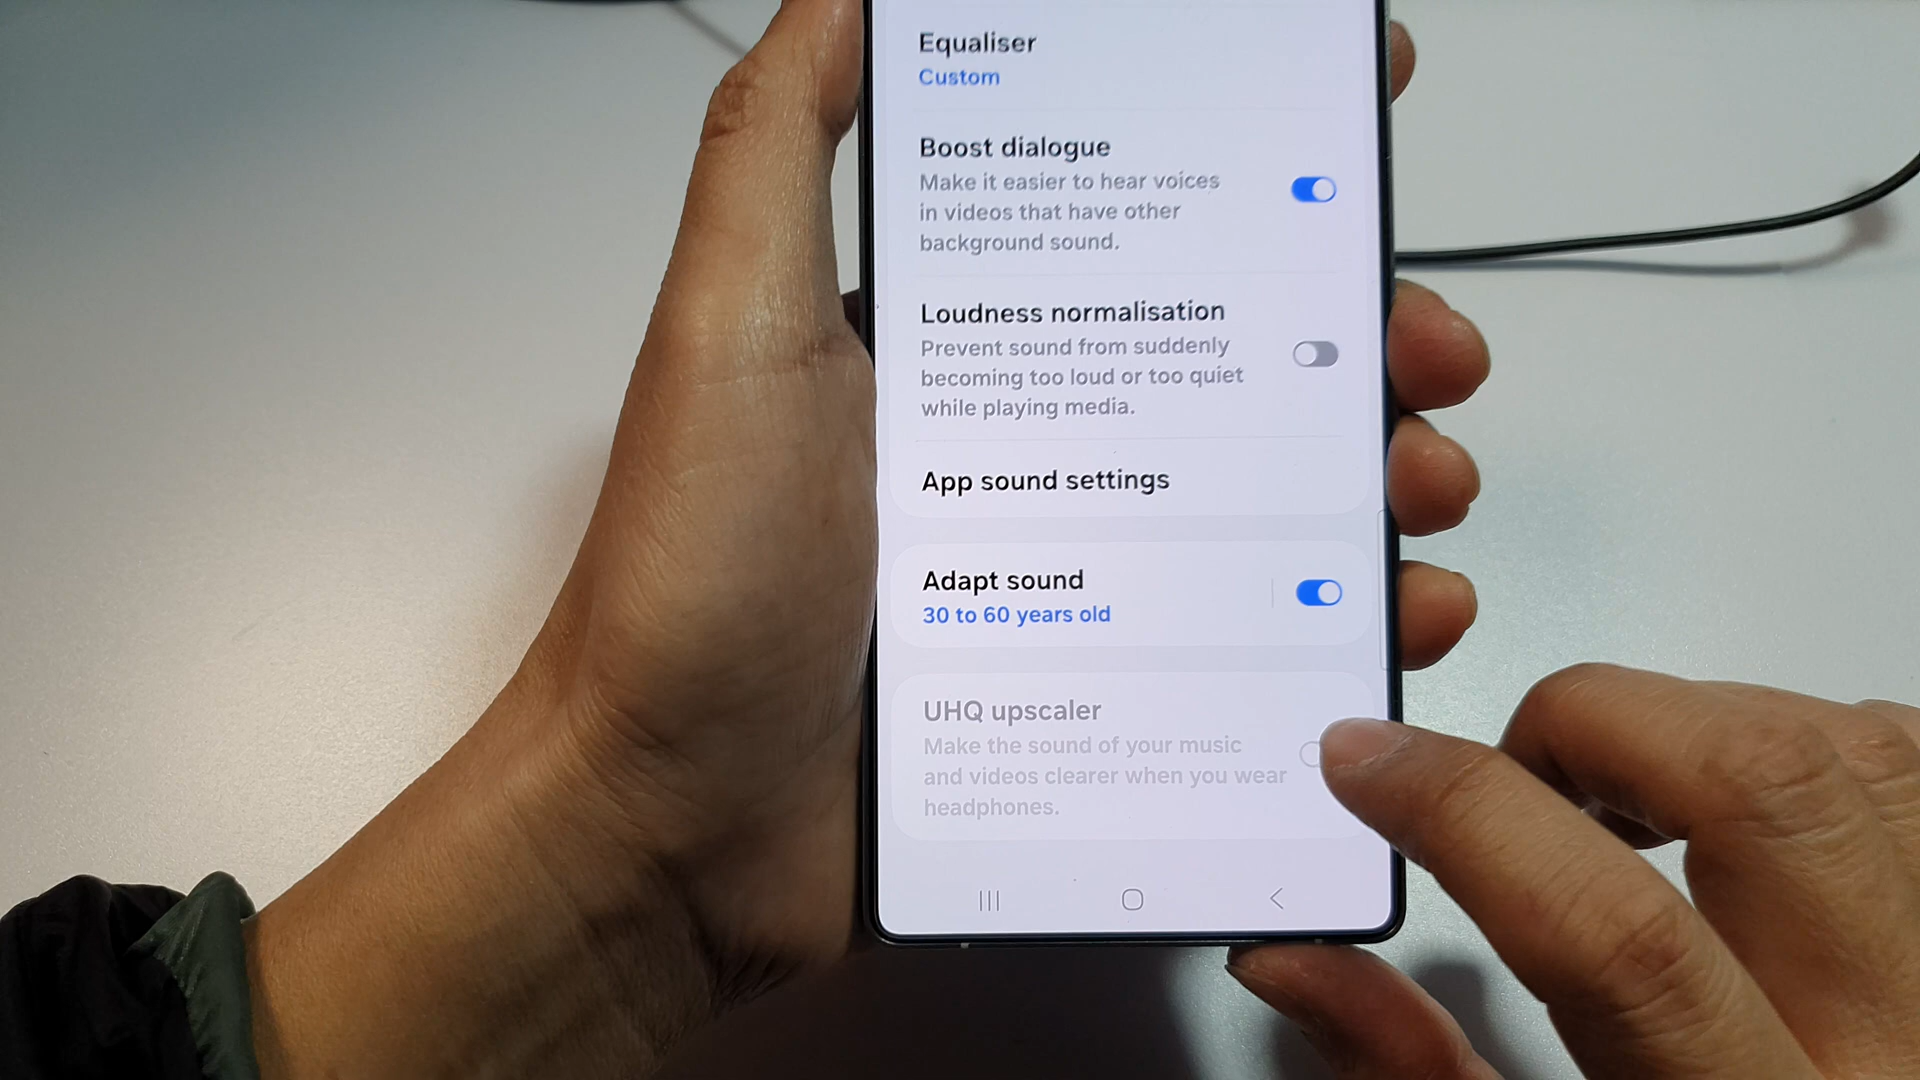 Equaliser
Custom
Boost dialogue
Make it easier to hear voices
in videos that have other
background sound.
Loudness normalisation
Prevent sound from suddenly
becoming too loud or too quiet
while playing media.
App sound settings
Adapt sound
30 to 60 years old
UHQ upscaler
Make the sound of your music
and videos clearer when you wear
headphones.